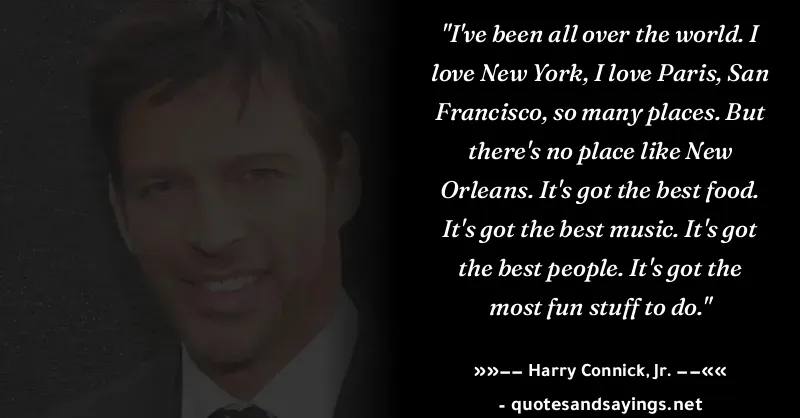 "I've been all over the world. I
love New York, I love Paris, San
Francisco, so many places. But
there's no place like New
Orleans. It's got the best food.
It's got the best music. It's got
the best people. It's got the
most fun stuff to do."
»»−− Harry Connick, Jr. −−««
- quotesandsayings.net